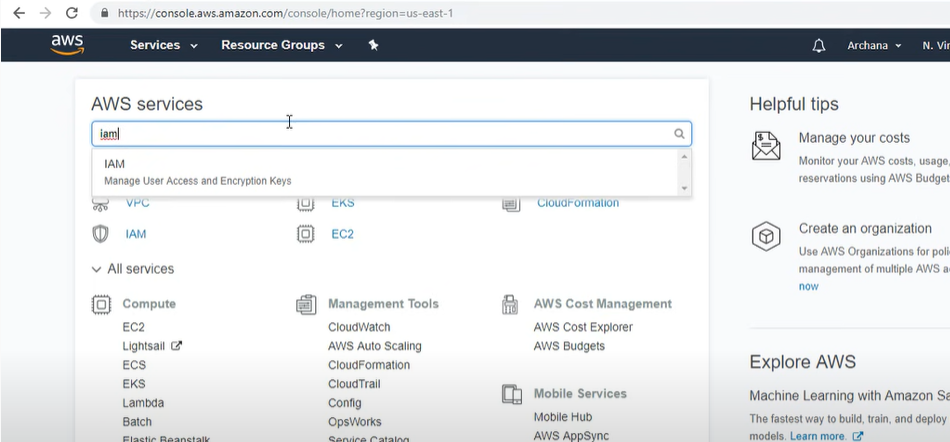 https://console.aws.amazon.com/console/home?region=us-east-1
aws
Services
Resource Groups
Archana
N. Vir
AWS services
iam
IAM
Manage User Access and Encryption Keys
VPC
EKS
CloudFormation
IAM
EC2
All services
Compute
EC2
Lightsail
ECS
EKS
Lambda
Batch
Elastic Beanstalk
Management Tools
CloudWatch
AWS Auto Scaling
CloudFormation
CloudTrail
Config
OpsWorks
Service Catalog
AWS Cost Management
AWS Cost Explorer
AWS Budgets
Mobile Services
Mobile Hub
AWS AppSync
Helpful tips
Manage your costs
Monitor your AWS costs, usage,
reservations using AWS Budget
Create an organization
Use AWS Organizations for poli
management of multiple AWS a
now
Explore AWS
Machine Learning with Amazon Sa
The fastest way to build, train, and deploy
models. Learn more.